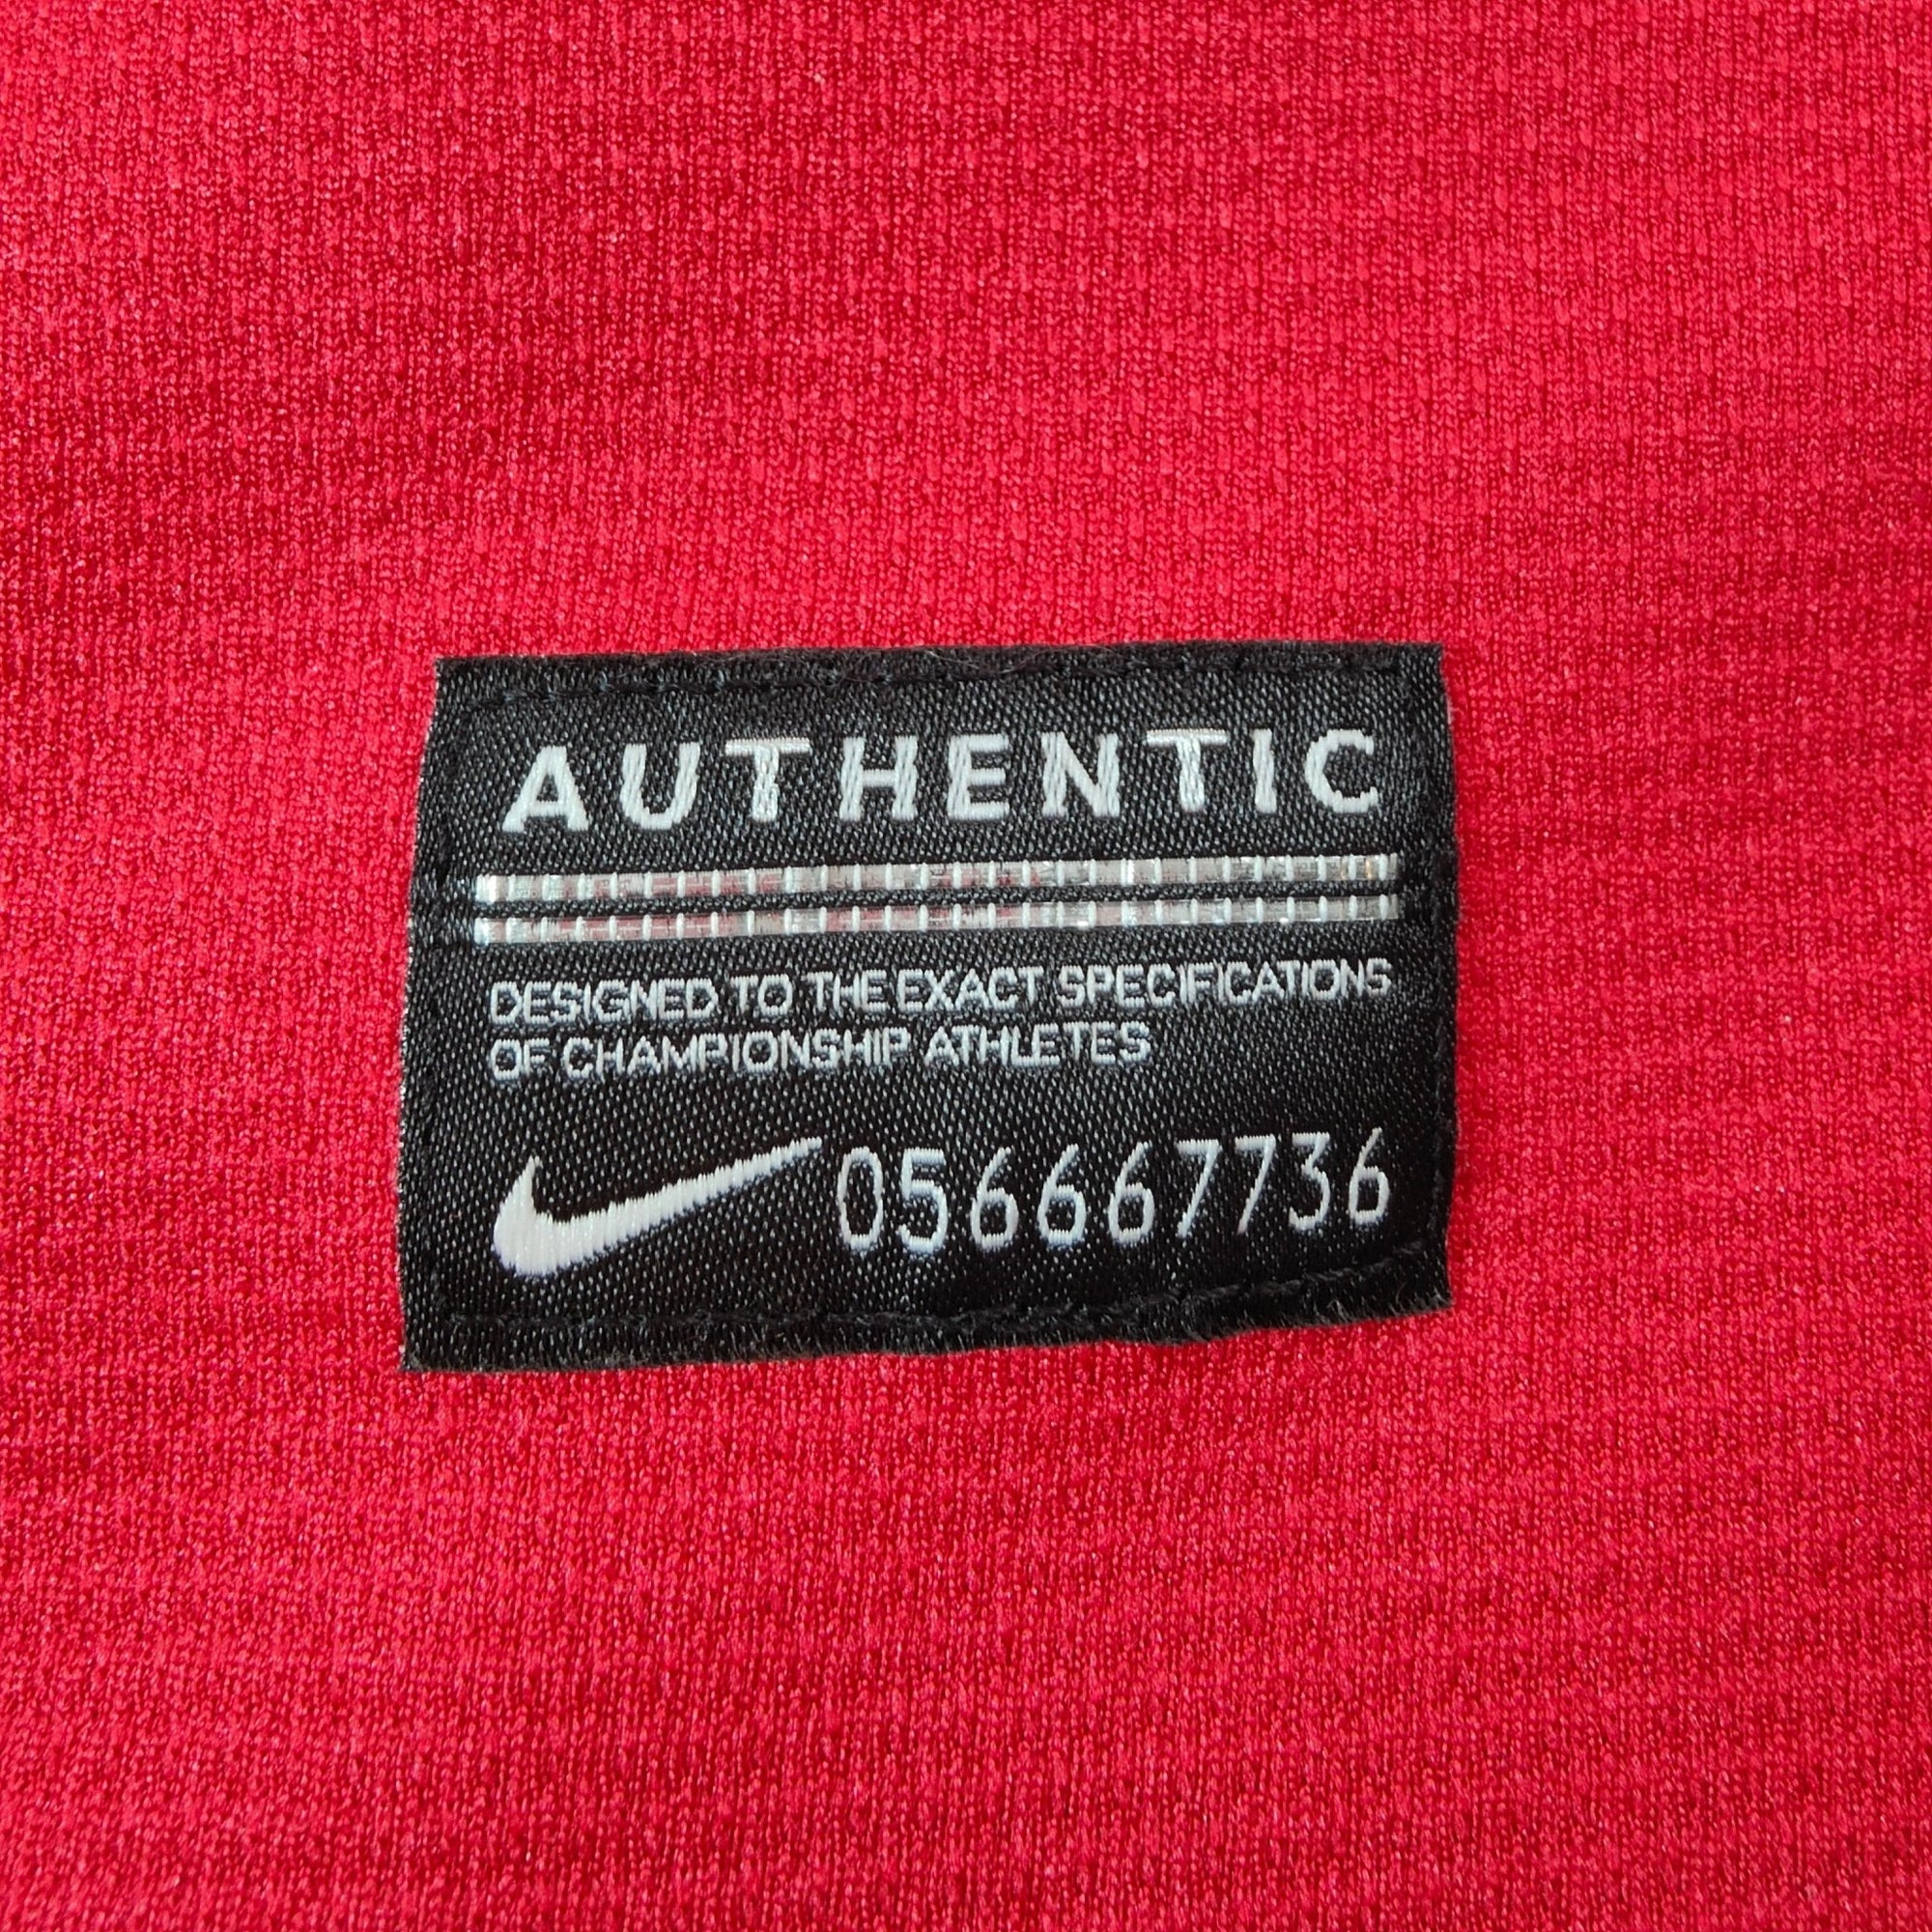 AUTHENTIC
DESIGNED TO THE EXACT SPECIFICATIONS
OF CHAMPIONSHIP ATHLETES
056667736